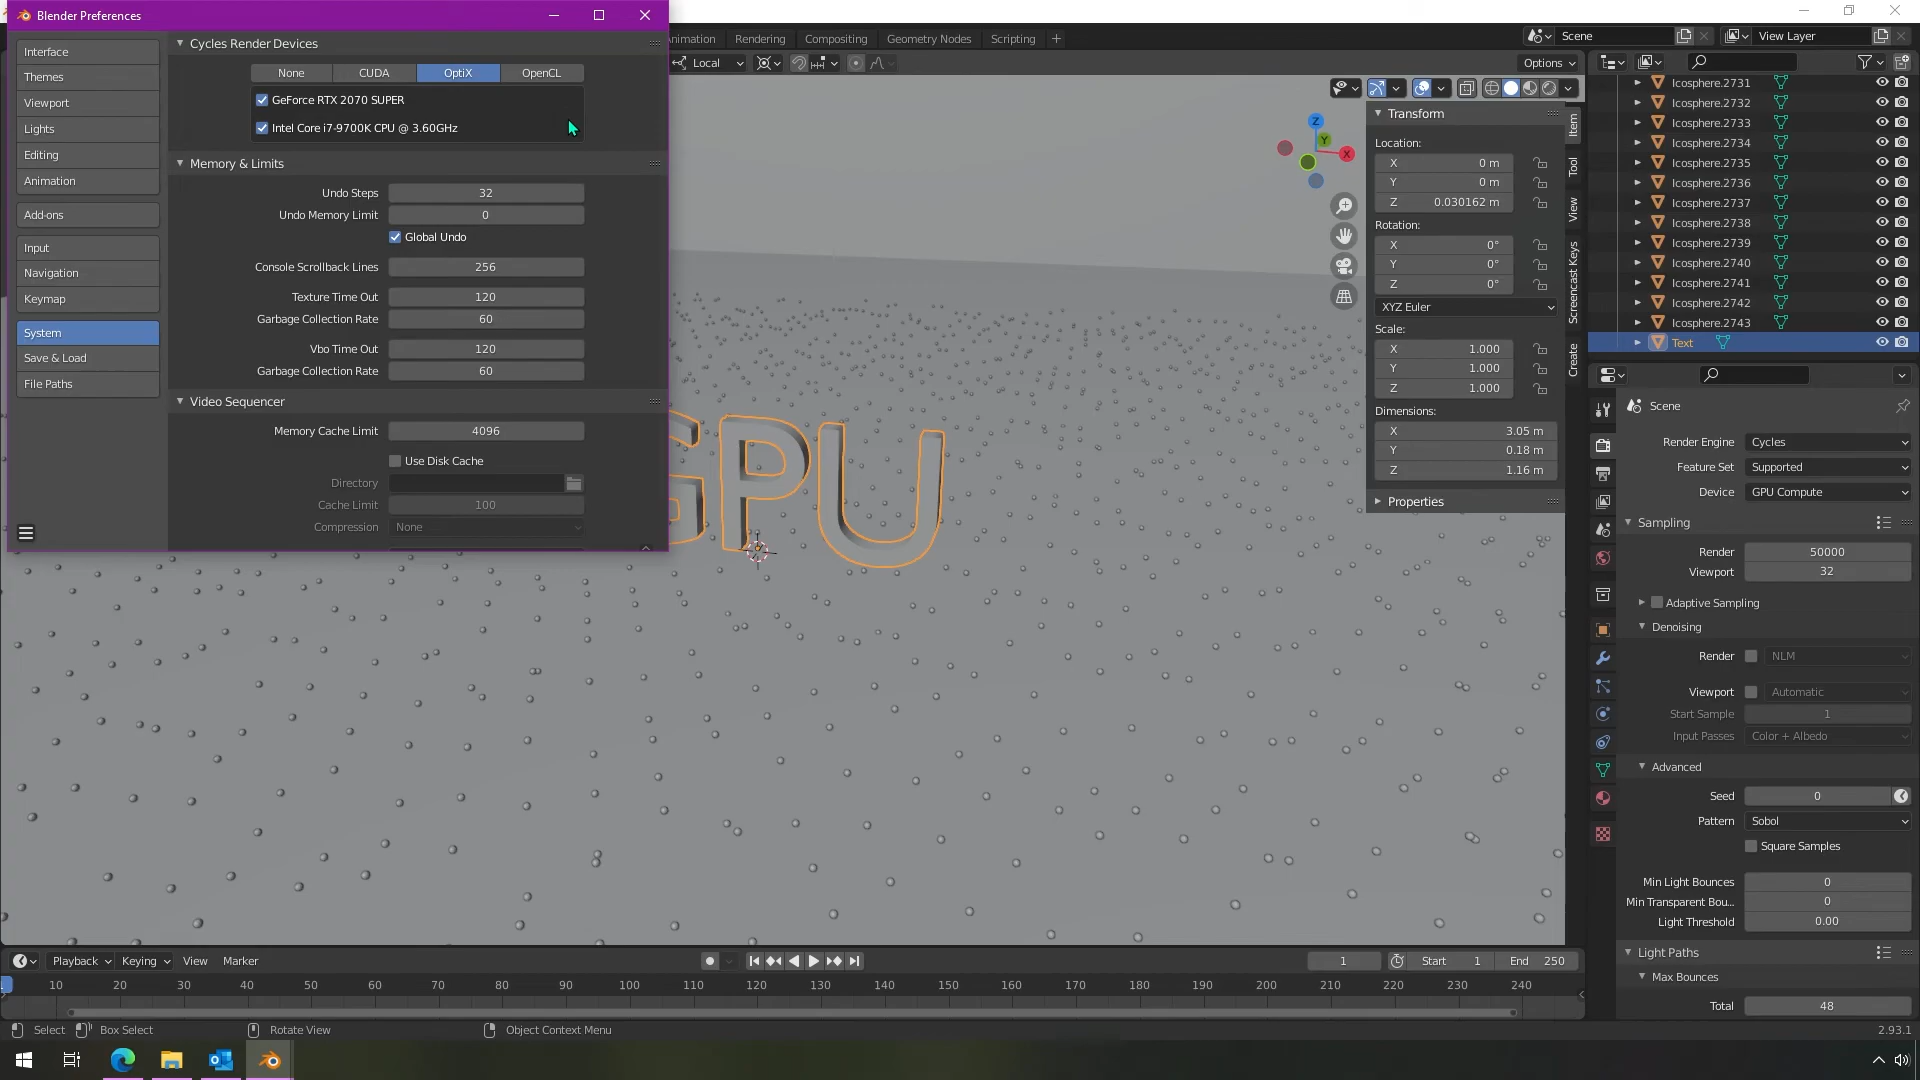 Blender Preferences
Interface
Themes
Viewport
Lights
Editing
Animation
Add-ons
Input
Navigation
Keymap
System
Save & Load
File Paths
Cycles Render Devices
None
CUDA
OptiX
OpenCL
GeForce RTX 2070 SUPER
Intel Core i7-9700K CPU @ 3.60GHz
Memory & Limits
Undo Steps 32
Undo Memory Limit 0
Global Undo
Console Scrollback Lines 256
Texture Time Out 120
Garbage Collection Rate 60
Vbo Time Out 120
Garbage Collection Rate 60
Video Sequencer
Memory Cache Limit 4096
Use Disk Cache
Directory
Cache Limit 100
Compression None
nimation
Rendering
Compositing
Geometry Nodes
Scripting
Scene
View Layer
Local
Options
GPU
Z
Y
X
Transform
Location:
X 0 m
Y 0 m
Z 0.030162 m
Rotation:
X 0°
Y 0°
Z 0°
XYZ Euler
Scale:
X 1.000
Y 1.000
Z 1.000
Dimensions:
X 3.05 m
Y 0.18 m
Z 1.16 m
Properties
Item
Tool
View
Screencast Keys
Create
Icosphere.2731
Icosphere.2732
Icosphere.2733
Icosphere.2734
Icosphere.2735
Icosphere.2736
Icosphere.2737
Icosphere.2738
Icosphere.2739
Icosphere.2740
Icosphere.2741
Icosphere.2742
Icosphere.2743
Text
Scene
Render Engine Cycles
Feature Set Supported
Device GPU Compute
Sampling
Render 50000
Viewport 32
Adaptive Sampling
Denoising
Render NLM
Viewport Automatic
Start Sample 1
Input Passes Color + Albedo
Advanced
Seed 0
Pattern Sobol
Square Samples
Min Light Bounces 0
Min Transparent Bou... 0
Light Threshold 0.00
Light Paths
Max Bounces
Total 48
Playback
Keying
View
Marker
1
Start 1
End 250
10 20 30 40 50 60 70 80 90 100 110 120 130 140 150 160 170 180 190 200 210 220 230 240
Select
Box Select
Rotate View
Object Context Menu
2.93.1